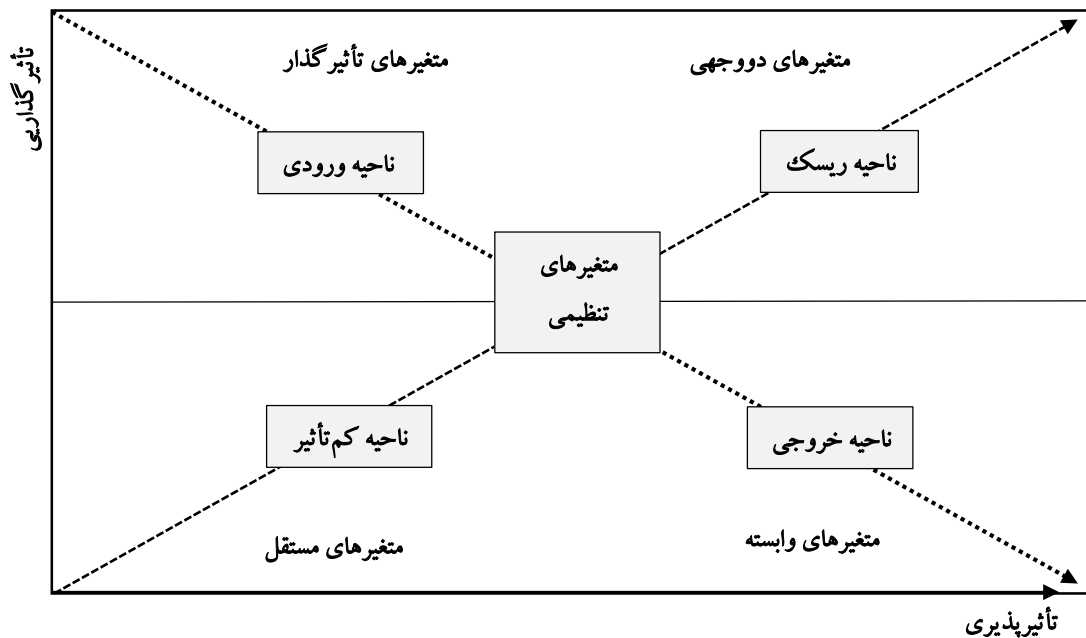 متغیرهای دووجهی
متغیرهای تأثیرگذار
تأثیرگذاریی
ناحیه ریسک
ناحیه ورودی
متغیرهای
تنظیمی
ناحیه خروجی
ناحیه کم‌تأثیر
متغیرهای وابسته
متغیرهای مستقل
تأثیرپذیری